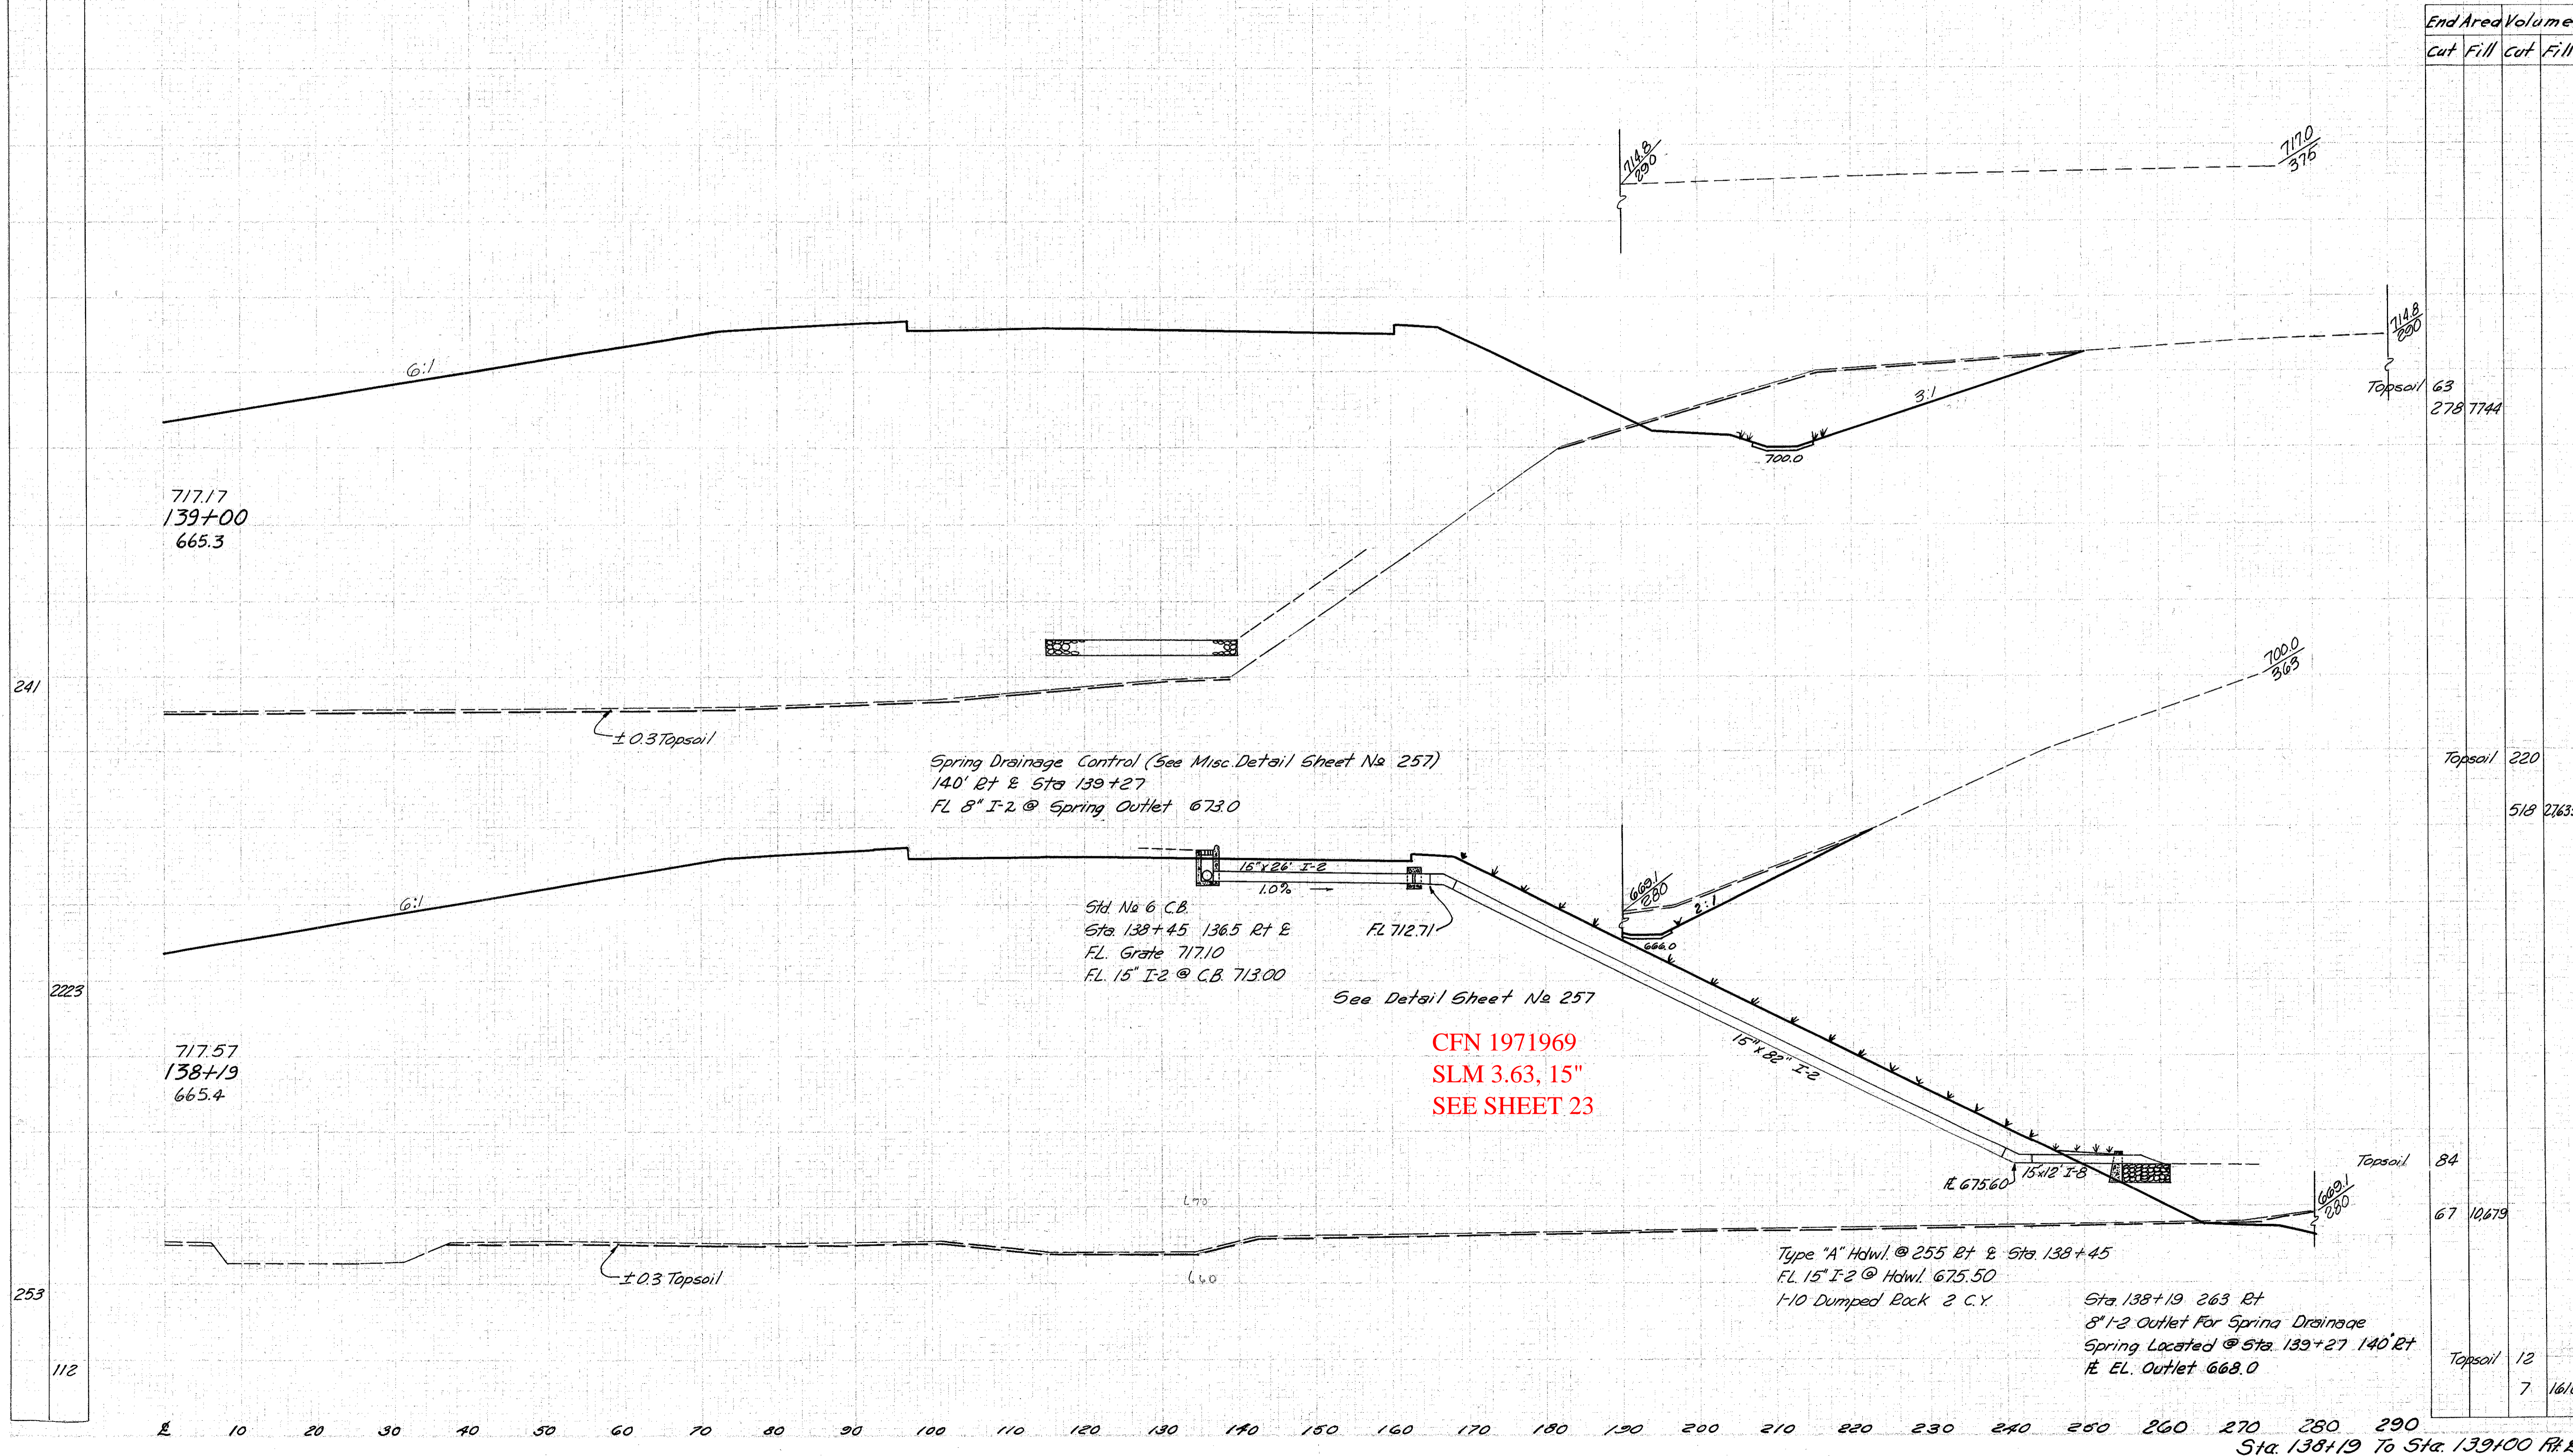 End Area Volume
Cut Fill Cut Fill
714.8
290
717.0
375
6:1
3:1
700.0
714.8
290
Topsoil 63
278 7744
717.17
139+00
665.3
241
±0.3 Topsoil
700.0
363
Spring Drainage Control (See Misc. Detail Sheet No 257)
140' Rt ℄ Sta 139+27
FL 8" I-2 @ Spring Outlet 673.0
Topsoil 220
518
6:1
15"x26' I-2
1.0%
Std. No 6 C.B.
Sta. 138+45 136.5 Rt ℄
F.L. Grate 717.10
F.L. 15" I-2 @ C.B. 713.00
FL 712.71
669.1
280
2:1
666.0
See Detail Sheet No 257
2223
CFN 1971969
SLM 3.63, 15"
SEE SHEET 23
717.57
138+19
665.4
15"x82" I-2
℄ 675.60
15"x12' I-8
Topsoil 84
67 10,679
669.1
280
670
660
±0.3 Topsoil
253
Type "A" Hdwl. @ 255 Rt ℄ Sta. 138+45
F.L. 15" I-2 @ Hdwl. 675.50
I-10 Dumped Rock 2 C.Y.
Sta. 138+19 263 Rt
8" I-2 Outlet For Spring Drainage
Spring Located @ Sta. 139+27 140' Rt
EL. Outlet 668.0
112
Topsoil 12
7
℄ 10 20 30 40 50 60 70 80 90 100 110 120 130 140 150 160 170 180 190 200 210 220 230 240 250 260 270 280 290
Sta. 138+19 To Sta. 139+00